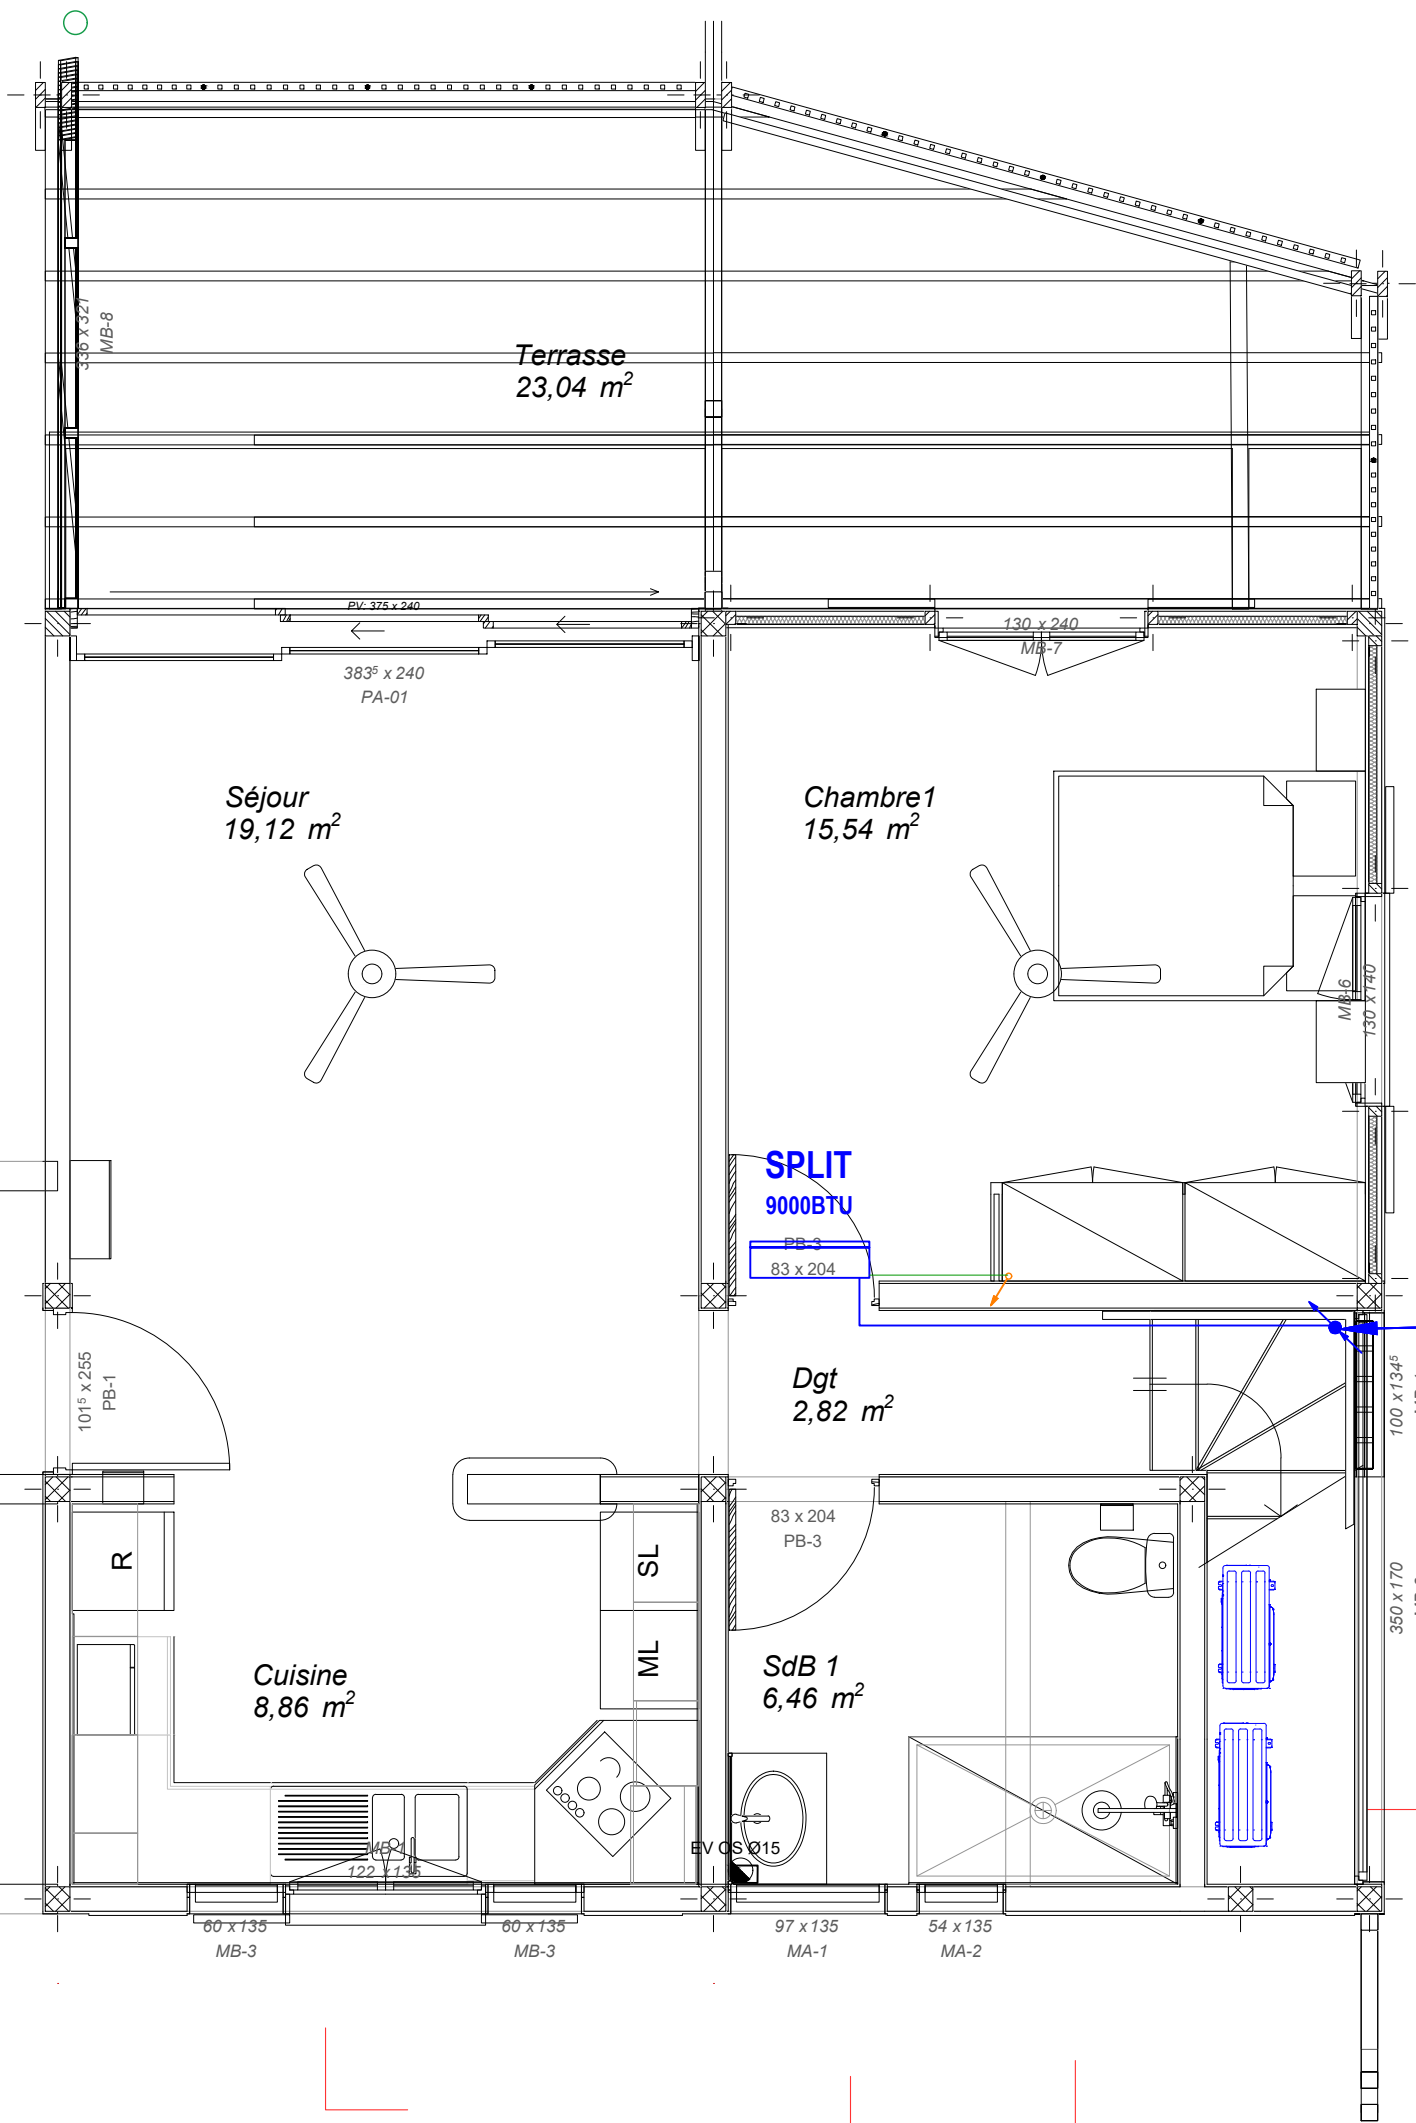 336 x 321
MB-8
Terrasse
23,04 m²
PV: 375 x 240
383⁵ x 240
PA-01
130 x 240
MB-7
Séjour
19,12 m²
Chambre1
15,54 m²
MB-6
130 x 140
SPLIT
9000BTU
PB-3
83 x 204
101⁵ x 255
PB-1
Dgt
2,82 m²
100 x 134⁵
83 x 204
PB-3
R
SL
ML
350 x 170
Cuisine
8,86 m²
SdB 1
6,46 m²
MB-1
122 x 135
EV OS Ø15
60 x 135
MB-3
60 x 135
MB-3
97 x 135
MA-1
54 x 135
MA-2